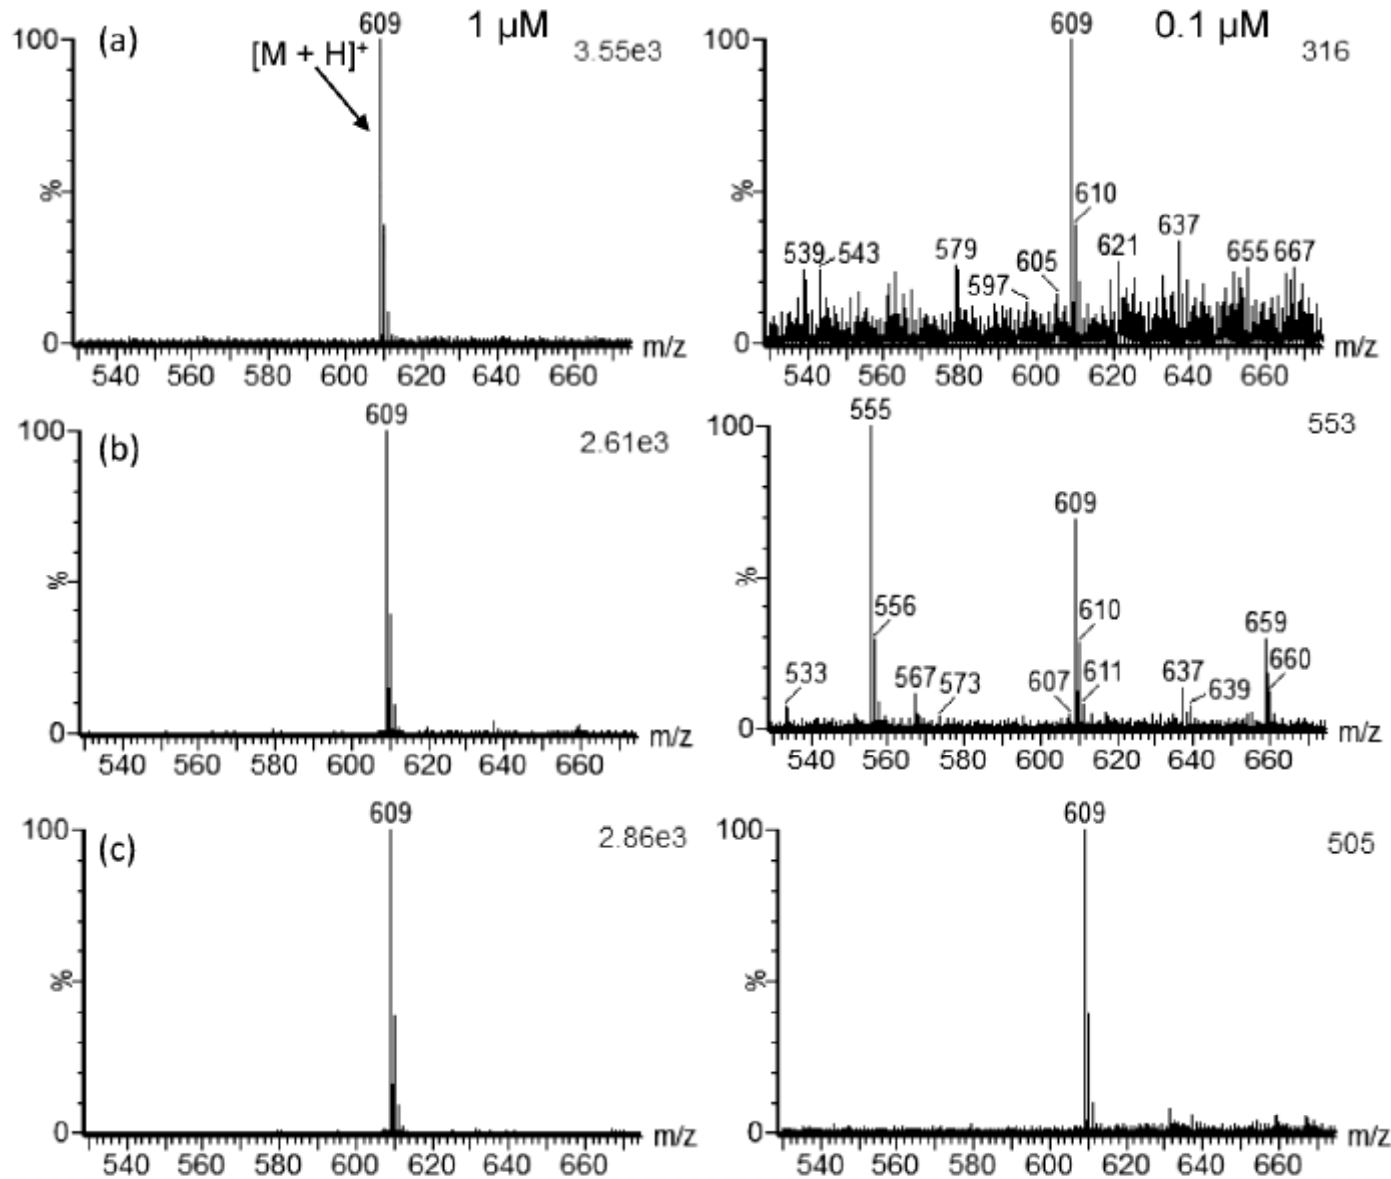 (a) 609 1 μM
100 [M + H]⁺ 3.55e3
%
0 m/z
540 560 580 600 620 640 660
609 0.1 μM
100 316
%
610
539 543 579 597 605 621 637 655 667
0 m/z
540 560 580 600 620 640 660
(b) 609
100 2.61e3
%
0 m/z
540 560 580 600 620 640 660
555
100 553
609
%
556 610 659
533 567 573 607 611 637 639 660
0 m/z
540 560 580 600 620 640 660
(c) 609
100 2.86e3
%
0 m/z
540 560 580 600 620 640 660
609
100 505
%
0 m/z
540 560 580 600 620 640 660